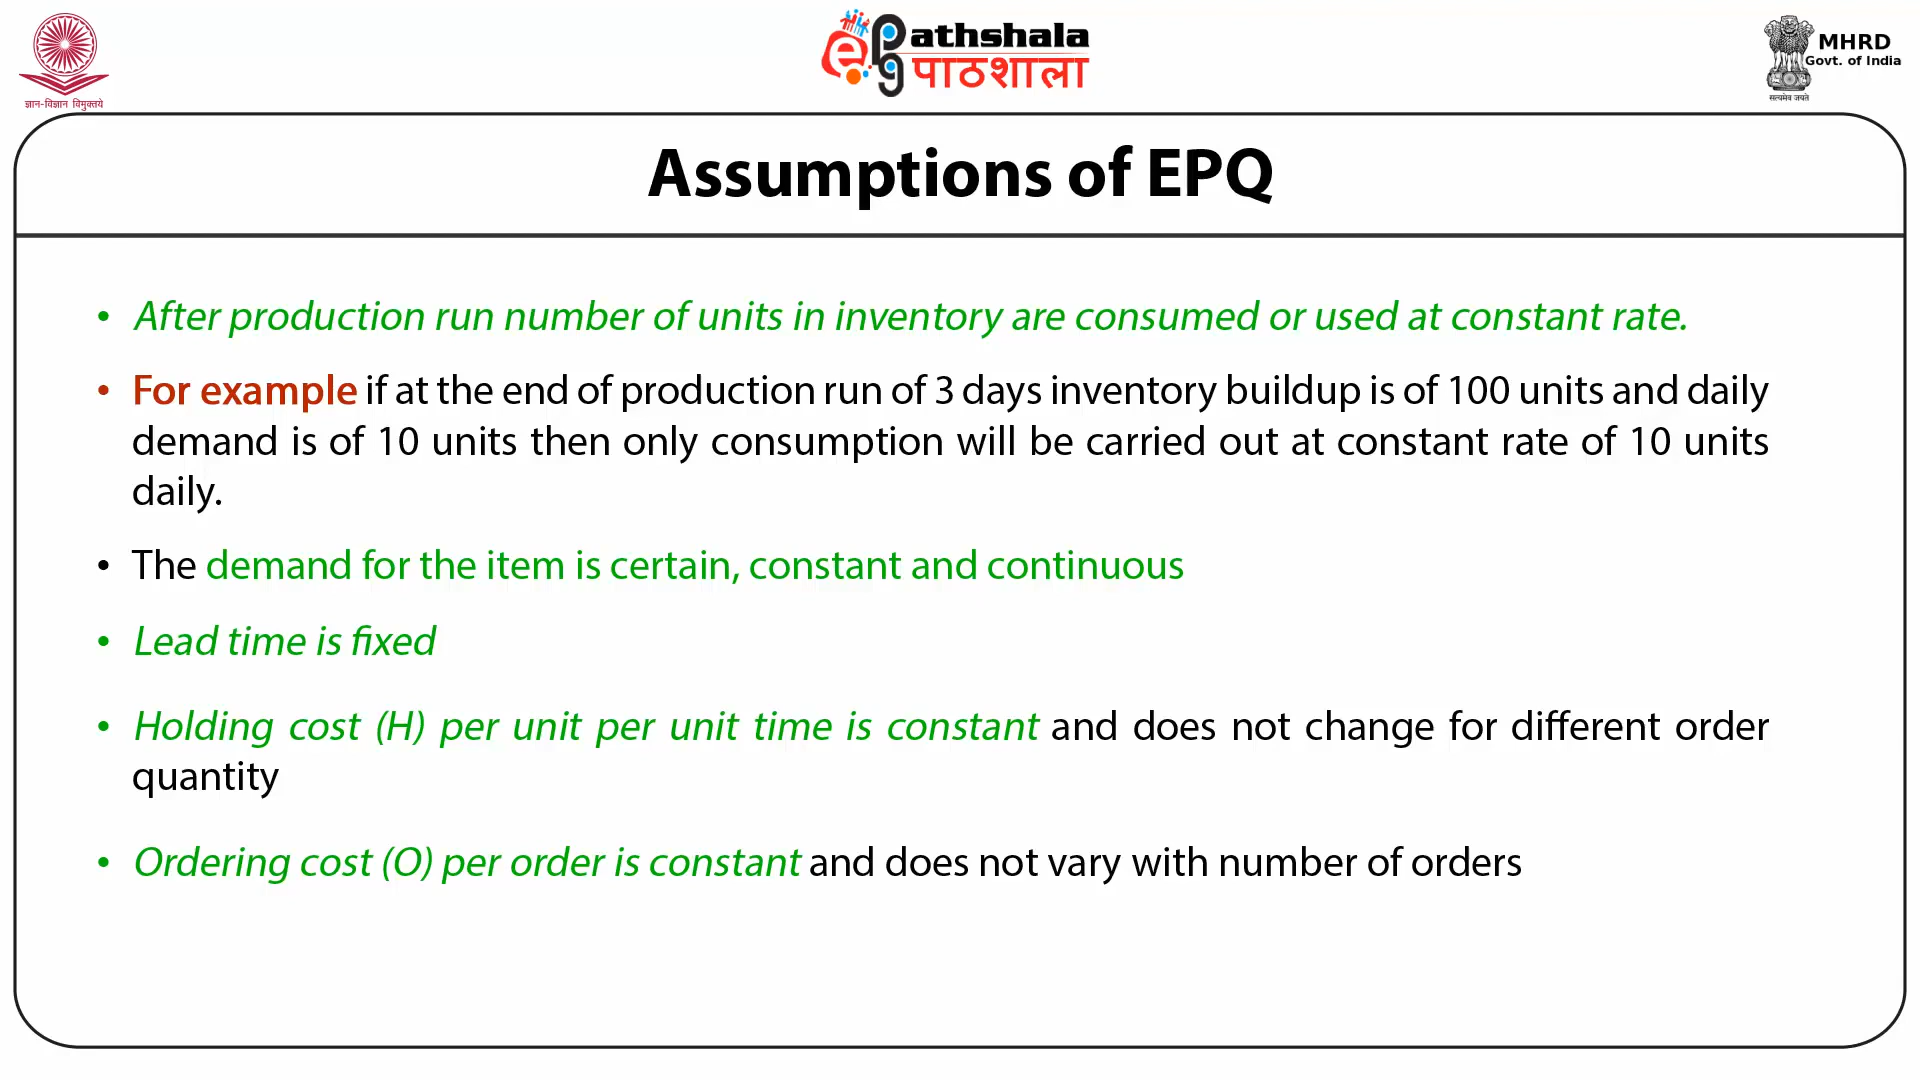 ज्ञान-विज्ञान विमुक्तये
ePathshala
पाठशाला
MHRD
Govt. of India
सत्यमेव जयते
Assumptions of EPQ
• After production run number of units in inventory are consumed or used at constant rate.
• For example if at the end of production run of 3 days inventory buildup is of 100 units and daily
demand is of 10 units then only consumption will be carried out at constant rate of 10 units
daily.
• The demand for the item is certain, constant and continuous
• Lead time is fixed
• Holding cost (H) per unit per unit time is constant and does not change for different order
quantity
• Ordering cost (O) per order is constant and does not vary with number of orders